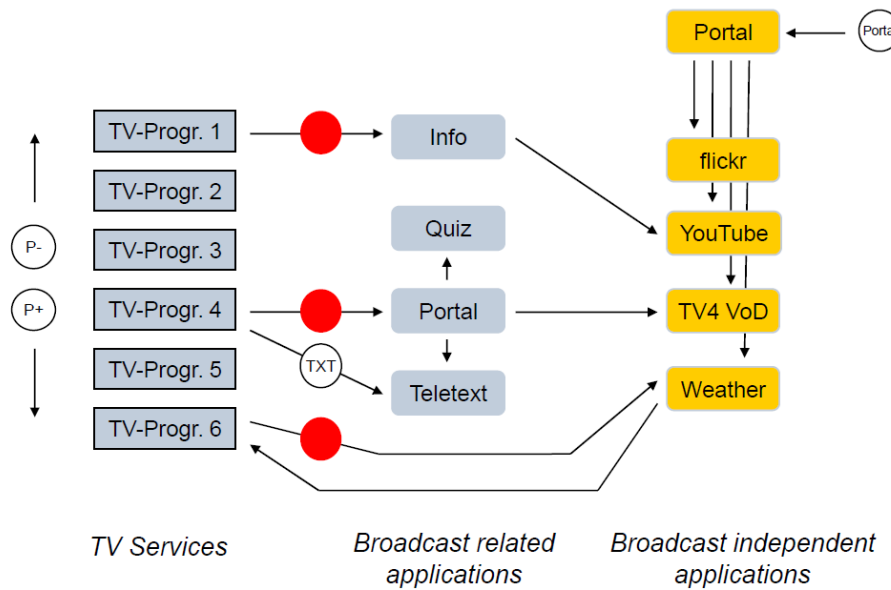 Portal
Portal
TV-Progr. 1
Info
flickr
TV-Progr. 2
Quiz
YouTube
P-
TV-Progr. 3
P+
TV-Progr. 4
Portal
TV4 VoD
TXT
TV-Progr. 5
Teletext
Weather
TV-Progr. 6
TV Services
Broadcast related
applications
Broadcast independent
applications